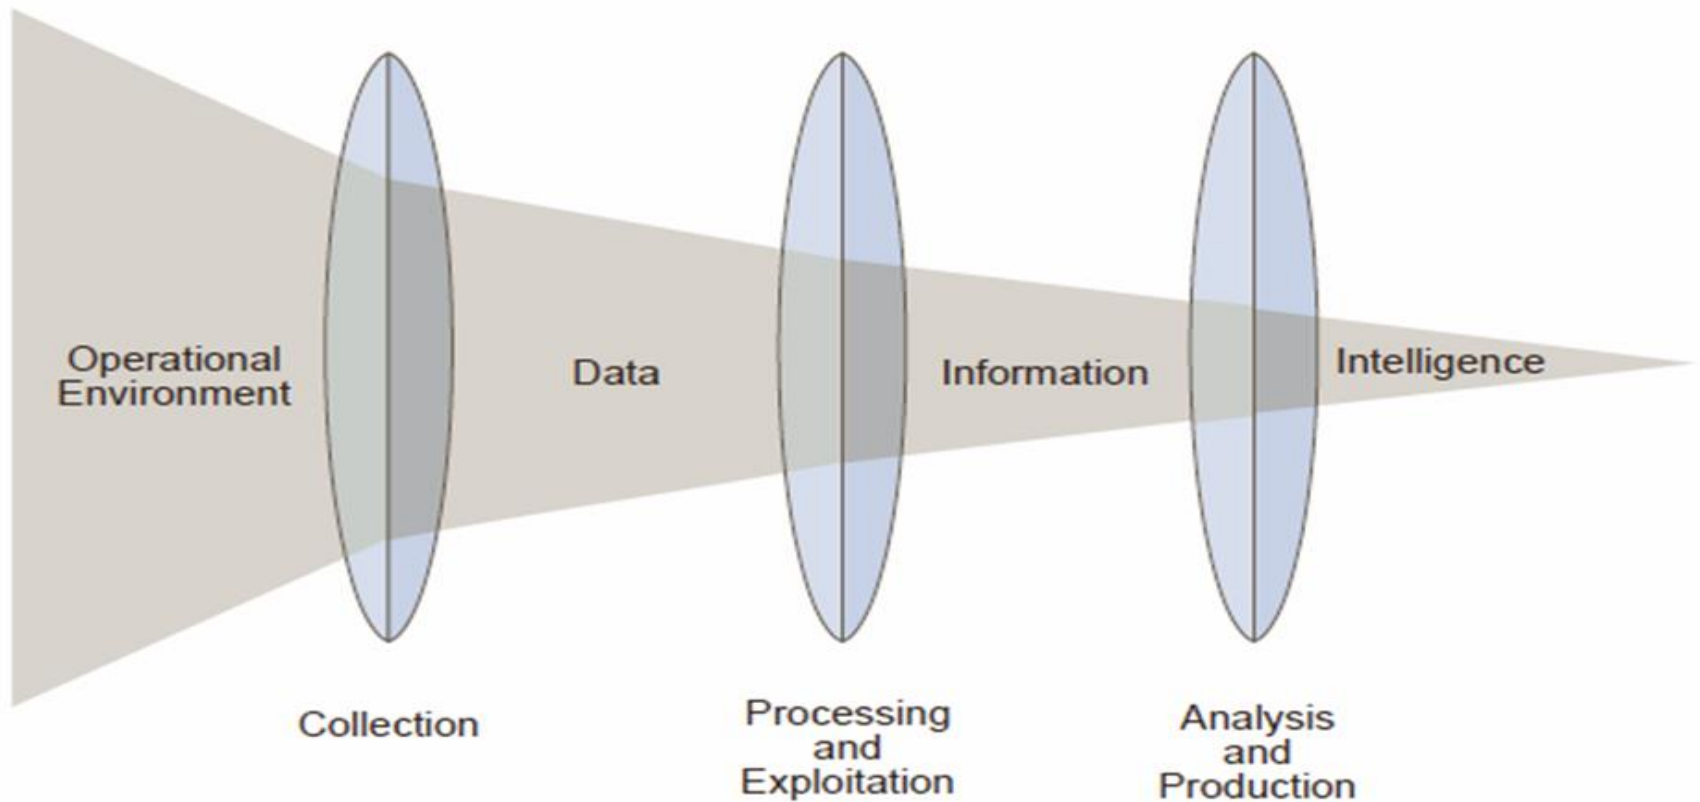 Operational
Environment
Data
Information
Intelligence
Collection
Processing
and
Exploitation
Analysis
and
Production